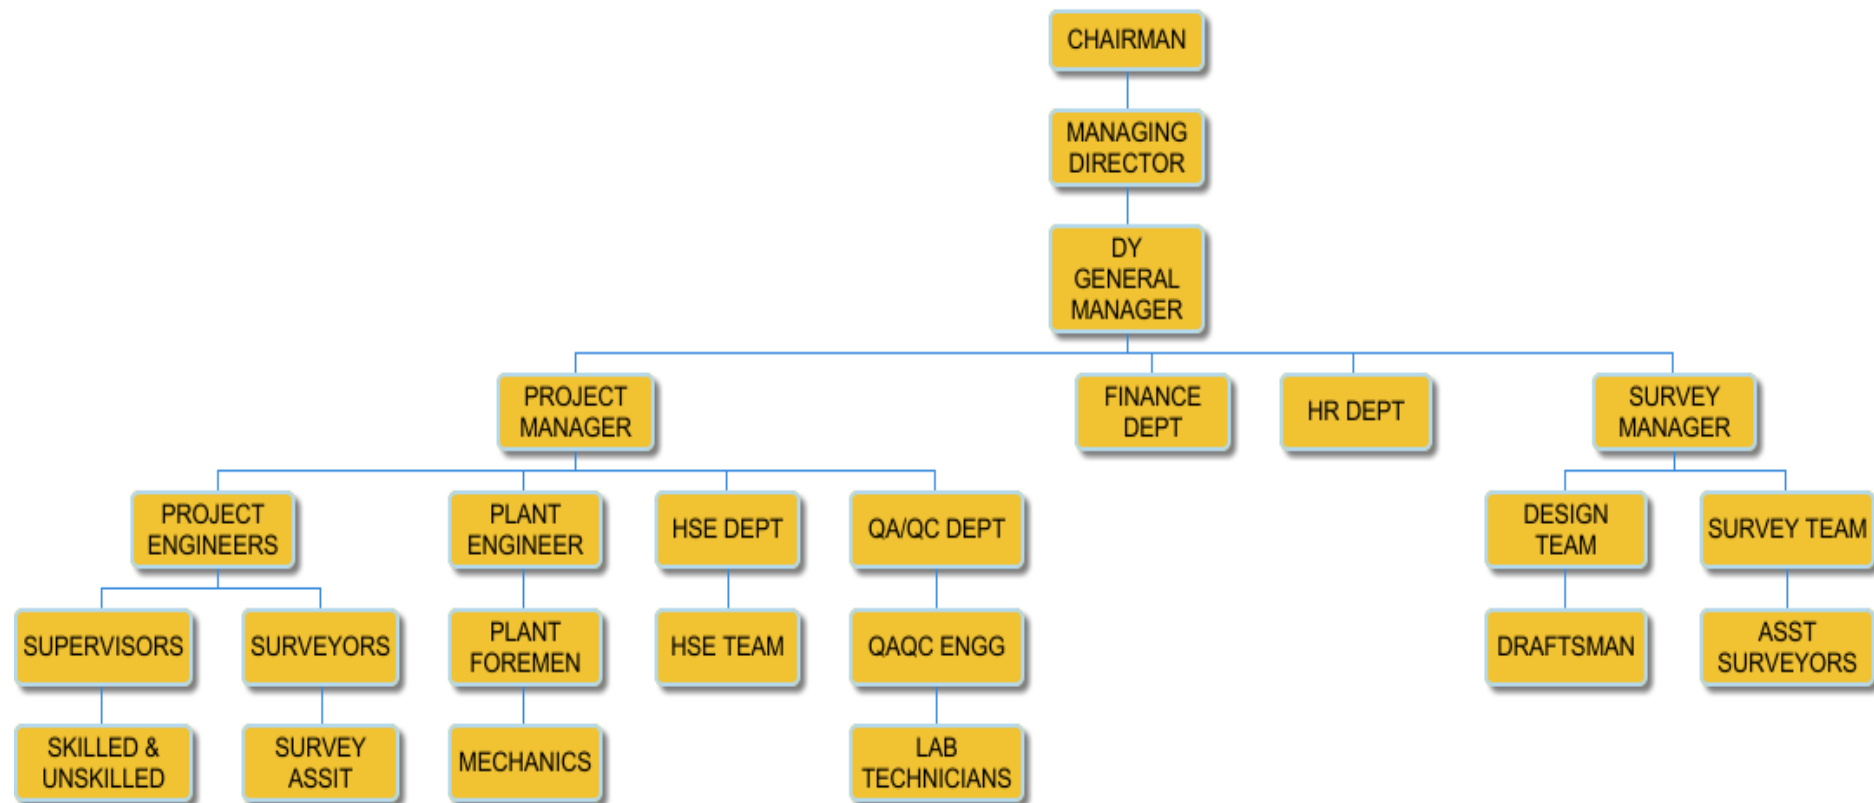 CHAIRMAN
MANAGING
DIRECTOR
DY
GENERAL
MANAGER
PROJECT
MANAGER
FINANCE
DEPT
HR DEPT
SURVEY
MANAGER
PROJECT
ENGINEERS
PLANT
ENGINEER
HSE DEPT
QA/QC DEPT
DESIGN
TEAM
SURVEY TEAM
SUPERVISORS
SURVEYORS
PLANT
FOREMEN
HSE TEAM
QAQC ENGG
DRAFTSMAN
ASST
SURVEYORS
SKILLED &
UNSKILLED
SURVEY
ASSIT
MECHANICS
LAB
TECHNICIANS